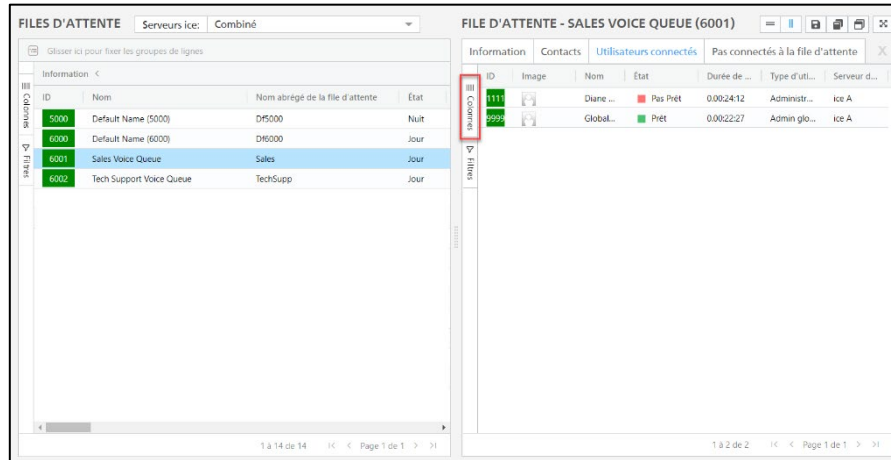 FILES D'ATTENTE Serveurs ice: Combiné
Glisser ici pour fixer les groupes de lignes
Information <
ID Nom Nom abrégé de la file d'attente État
5000 Default Name (5000) Df5000 Nuit
6000 Default Name (6000) Df6000 Jour
6001 Sales Voice Queue Sales Jour
6002 Tech Support Voice Queue TechSupp Jour
Colonnes
Filtres
1 à 14 de 14 Page 1 de 1
FILE D'ATTENTE - SALES VOICE QUEUE (6001)
Information Contacts Utilisateurs connectés Pas connectés à la file d'attente X
ID Image Nom État Durée de ... Type d'uti... Serveur d...
1111 Diane ... Pas Prêt 0.00:24:12 Administr... ice A
9999 Global... Prêt 0.00:22:27 Admin glo... ice A
Colonnes
Filtres
1 à 2 de 2 Page 1 de 1